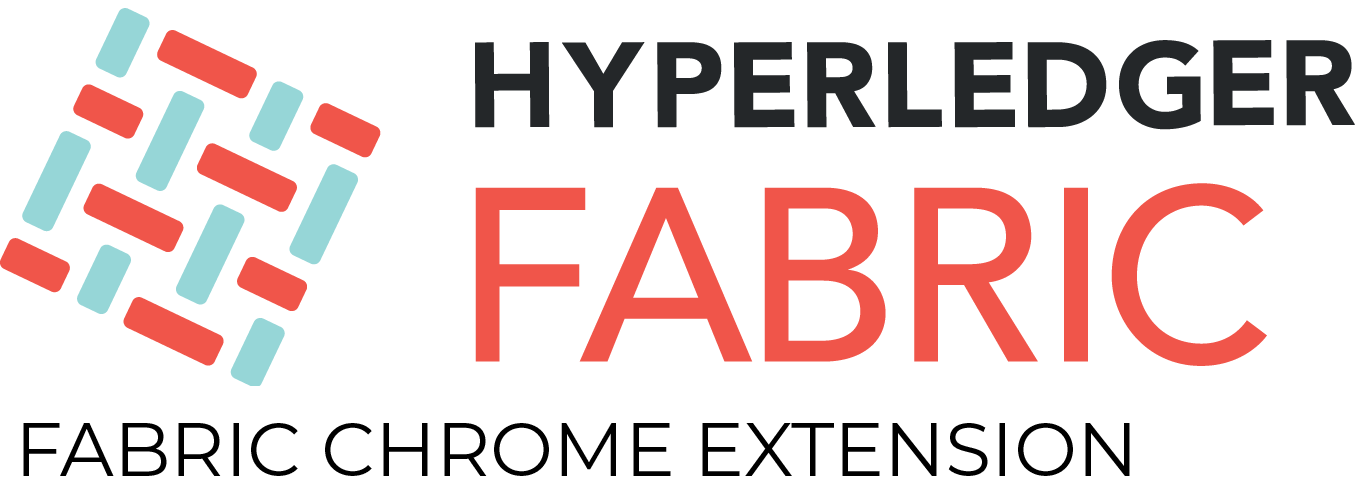 HYPERLEDGER
FABRIC
FABRIC CHROME EXTENSION